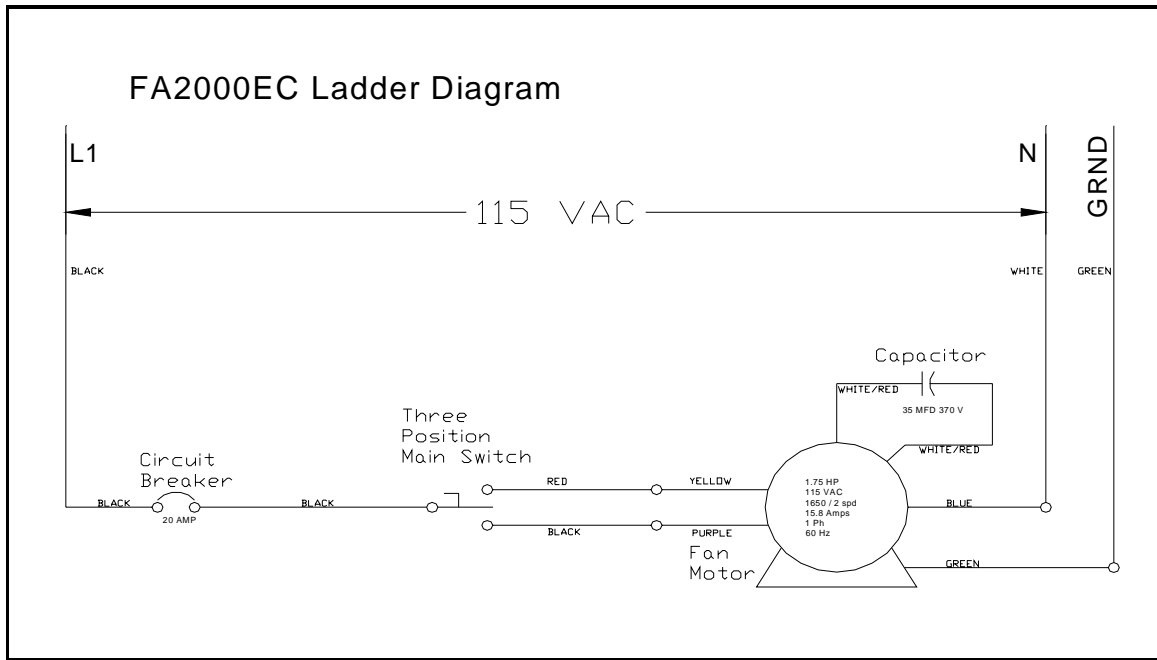 FA2000EC Ladder Diagram
L1
N
GRND
115 VAC
BLACK
WHITE
GREEN
Capacitor
WHITE/RED
35 MFD 370 V
WHITE/RED
Three
Position
Main Switch
Circuit
Breaker
BLACK
20 AMP
BLACK
RED
YELLOW
BLACK
PURPLE
1.75 HP
115 VAC
1650 / 2 spd
15.8 Amps
1 Ph
60 Hz
BLUE
Fan
Motor
GREEN